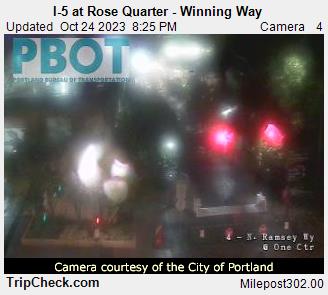 I-5 at Rose Quarter - Winning Way
Updated Oct 24 2023 8:25 PM Camera 4
PBOT
PORTLAND BUREAU OF TRANSPORTATION
4 - N. Ramsey Wy
@ One Ctr
Camera courtesy of the City of Portland
TripCheck.com Milepost302.00